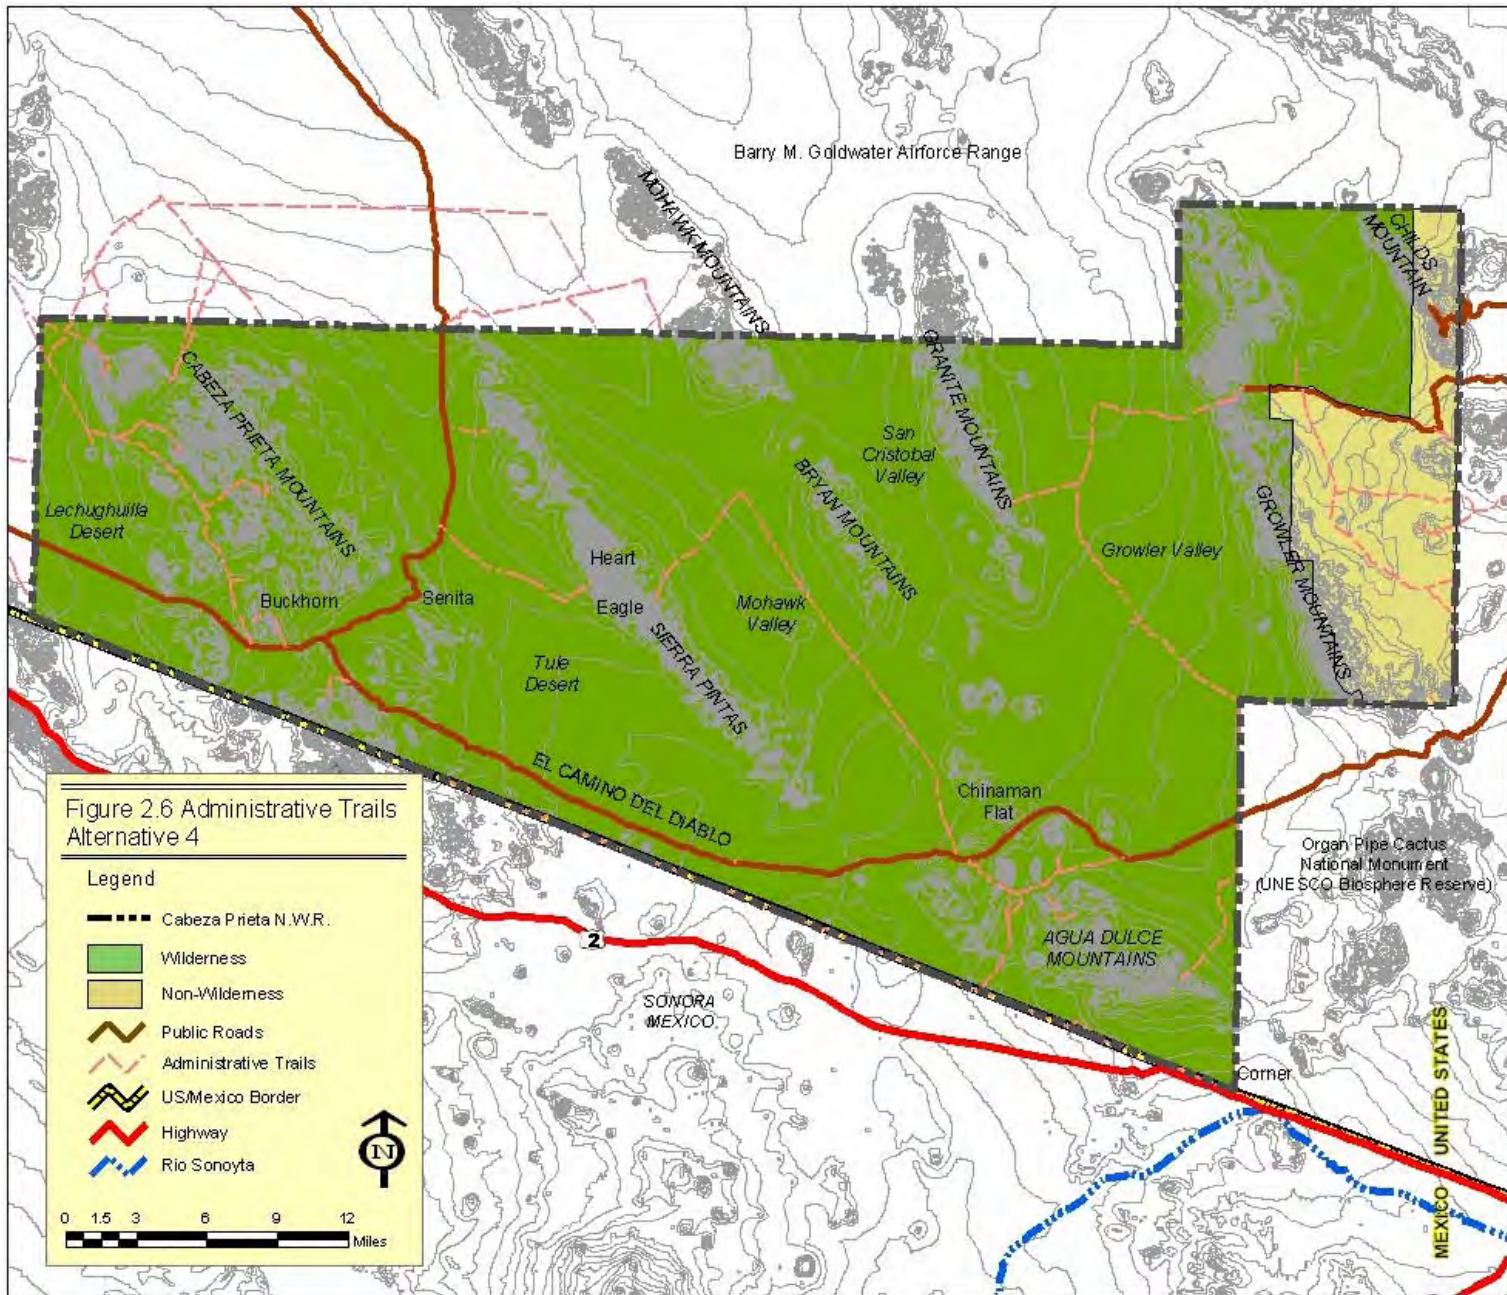 Barry M. Goldwater Airforce Range
MOHAWK MOUNTAINS
CHILDS
MOUNTAIN
CABEZA PRIETA MOUNTAINS
GRANITE MOUNTAINS
San
Cristobal
Valley
BRYAN MOUNTAINS
Lechughuilla
Desert
GROWLER MOUNTAINS
Growler Valley
Heart
Buckhorn
Senita
Eagle
Mohawk
Valley
SIERRA PINTAS
Tule
Desert
EL CAMINO DEL DIABLO
Chinaman
Flat
Organ Pipe Cactus
National Monument
(UNESCO Biosphere Reserve)
AGUA DULCE
MOUNTAINS
2
SONORA
MEXICO
Corner
MEXICO UNITED STATES
Figure 2.6 Administrative Trails
Alternative 4
Legend
Cabeza Prieta N.W.R.
Wilderness
Non-Wilderness
Public Roads
Administrative Trails
US/Mexico Border
Highway
Rio Sonoyta
N
0 1.5 3 6 9 12
Miles